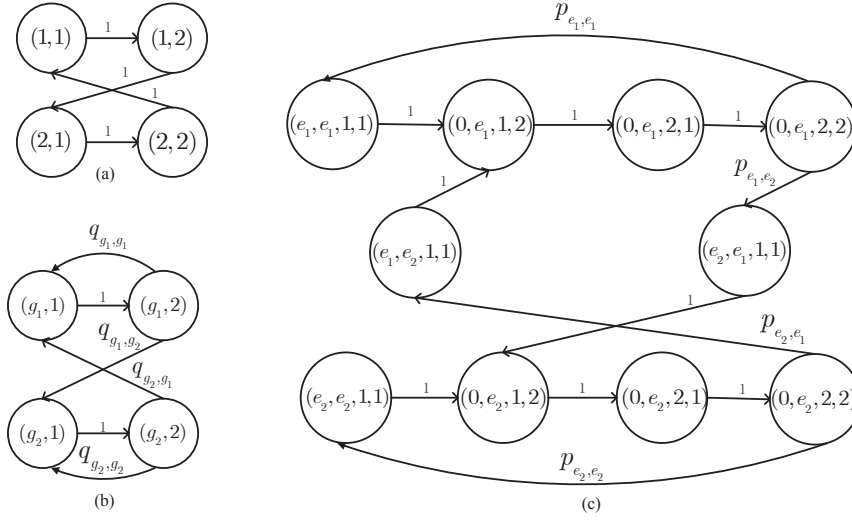 (1,1) 1 (1,2)
1
1
(2,1) 1 (2,2)
(a)
q_{g_1,g_1}
(g_1,1) 1 (g_1,2)
q_{g_1,g_2}
q_{g_2,g_1}
(g_2,1) 1 (g_2,2)
q_{g_2,g_2}
(b)
p_{e_1,e_1}
(e_1,e_1,1,1) 1 (0,e_1,1,2) 1 (0,e_1,2,1) 1 (0,e_1,2,2)
1
p_{e_1,e_2}
(e_1,e_2,1,1) (e_2,e_1,1,1)
1
p_{e_2,e_1}
(e_2,e_2,1,1) 1 (0,e_2,1,2) 1 (0,e_2,2,1) 1 (0,e_2,2,2)
p_{e_2,e_2}
(c)